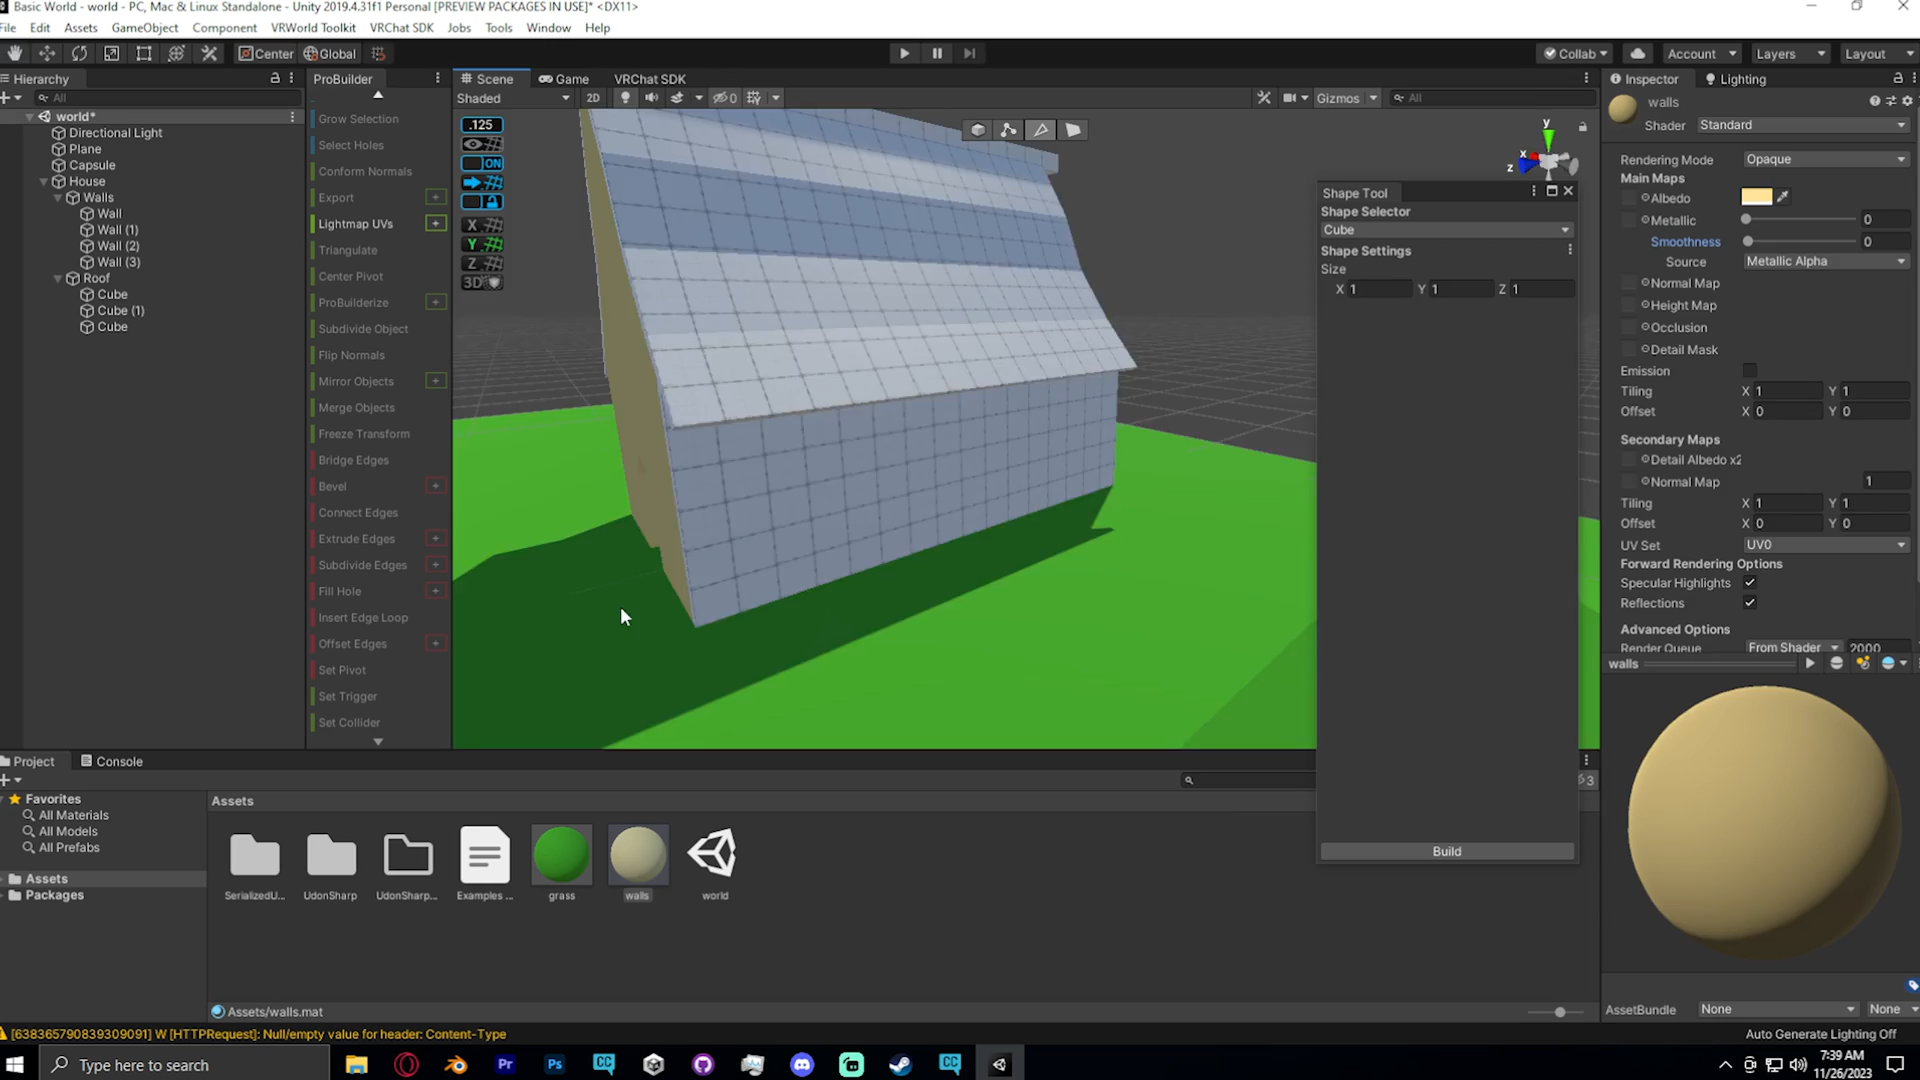 Basic World - world - PC, Mac & Linux Standalone - Unity 2019.4.31f1 Personal [PREVIEW PACKAGES IN USE]* <DX11>
File Edit Assets GameObject Component VRWorld Toolkit VRChat SDK Jobs Tools Window Help
Center Global Collab Account Layers Layout
Hierarchy ProBuilder Scene Game VRChat SDK Inspector Lighting
All Shaded 2D 0 Gizmos All
world*
Directional Light
Plane
Capsule
House
Walls
Wall
Wall (1)
Wall (2)
Wall (3)
Roof
Cube
Cube (1)
Cube
Grow Selection
Select Holes
Conform Normals
Export
Lightmap UVs
Triangulate
Center Pivot
ProBuilderize
Subdivide Object
Flip Normals
Mirror Objects
Merge Objects
Freeze Transform
Bridge Edges
Bevel
Connect Edges
Extrude Edges
Subdivide Edges
Fill Hole
Insert Edge Loop
Offset Edges
Set Pivot
Set Trigger
Set Collider
.125
ON
X
Y
Z
3D
y
x
z
Shape Tool
Shape Selector
Cube
Shape Settings
Size
X 1 Y 1 Z 1
Build
walls
Shader Standard
Rendering Mode Opaque
Main Maps
Albedo
Metallic 0
Smoothness 0
Source Metallic Alpha
Normal Map
Height Map
Occlusion
Detail Mask
Emission
Tiling X 1 Y 1
Offset X 0 Y 0
Secondary Maps
Detail Albedo x2
Normal Map 1
Tiling X 1 Y 1
Offset X 0 Y 0
UV Set UV0
Forward Rendering Options
Specular Highlights
Reflections
Advanced Options
Render Queue From Shader 2000
walls
AssetBundle None None
Project Console
3
Favorites
All Materials
All Models
All Prefabs
Assets
Packages
Assets
SerializedU... UdonSharp UdonSharp... Examples ... grass walls world
Assets/walls.mat
[638365790839309091] W [HTTPRequest]: Null/empty value for header: Content-Type
Auto Generate Lighting Off
Type here to search
Pr Ps CC CC
7:39 AM
11/26/2023